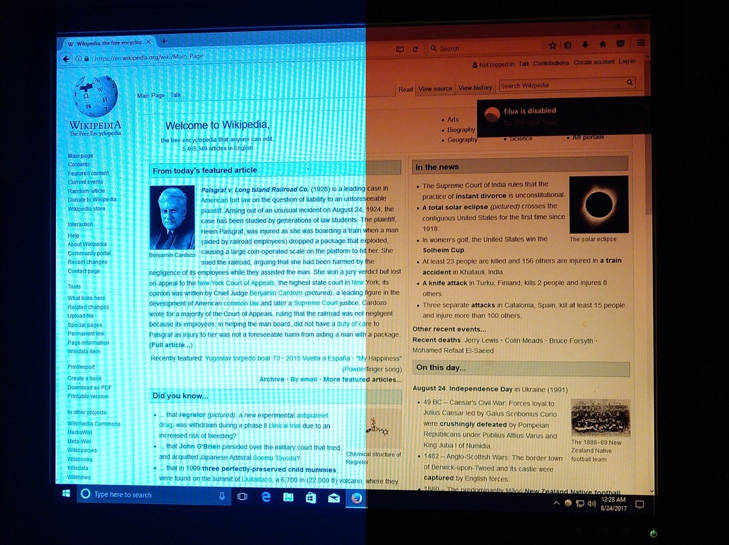 Wikipedia, the free encyclop
https://en.wikipedia.org/wiki/Main_Page
Search
Not logged in Talk Contributions Create account Log in
Main Page Talk
Read View source View history
Search Wikipedia
f.lux is disabled
WIKIPEDIA
The Free Encyclopedia
Main page
Contents
Featured content
Current events
Random article
Donate to Wikipedia
Wikipedia store
Interaction
Help
About Wikipedia
Community portal
Recent changes
Contact page
Tools
What links here
Related changes
Upload file
Special pages
Permanent link
Page information
Wikidata item
Print/export
Create a book
Download as PDF
Printable version
In other projects
Wikimedia Commons
MediaWiki
Meta-Wiki
Wikispecies
Wikibooks
Wikidata
Wikinews
Welcome to Wikipedia,
the free encyclopedia that anyone can edit.
5,465,349 articles in English
Arts
Biography
Geography
Science
All portals
From today's featured article
Palsgraf v. Long Island Railroad Co. (1928) is a leading case in
American tort law on the question of liability to an unforeseeable
plaintiff. Arising out of an unusual incident on August 24, 1924, the
case has been studied by generations of law students. The plaintiff,
Helen Palsgraf, was injured as she was boarding a train when a man
(aided by railroad employees) dropped a package that exploded,
causing a large coin-operated scale on the platform to hit her. She
sued the railroad, arguing that she had been harmed by the
negligence of its employees while they assisted the man. She won a jury verdict but lost
on appeal to the New York Court of Appeals, the highest state court in New York; its
opinion was written by Chief Judge Benjamin Cardozo (pictured), a leading figure in the
development of American common law and later a Supreme Court justice. Cardozo
wrote for a majority of the Court of Appeals, ruling that the railroad was not negligent
because its employees, in helping the man board, did not have a duty of care to
Palsgraf as injury to her was not a foreseeable harm from aiding a man with a package.
(Full article...)
Benjamin Cardozo
Recently featured: Yugoslav torpedo boat T3 · 2015 Vuelta a España · "My Happiness"
(Powderfinger song)
Archive · By email · More featured articles...
Did you know...
... that regrelor (pictured), a new experimental antiplatelet
drug, was withdrawn during a phase II clinical trial due to an
increased risk of bleeding?
... that John O'Brien presided over the military court that tried
and acquitted Japanese Admiral Soemu Toyoda?
... that in 1999 three perfectly-preserved child mummies
were found on the summit of Llullaillaco, a 6,700 m (22,000 ft) volcano, where they
Chemical structure of
Regrelor
In the news
The Supreme Court of India rules that the
practice of instant divorce is unconstitutional.
A total solar eclipse (pictured) crosses the
contiguous United States for the first time since
1918.
In women's golf, the United States win the
Solheim Cup.
At least 23 people are killed and 156 others are injured in a train
accident in Khatauli, India.
A knife attack in Turku, Finland, kills 2 people and injures 8
others.
Three separate attacks in Catalonia, Spain, kill at least 15 people
and injure more than 100 others.
The solar eclipse
Other recent events...
Recent deaths: Jerry Lewis · Colin Meads · Bruce Forsyth ·
Mohamed Refaat El-Saeed
On this day...
August 24: Independence Day in Ukraine (1991)
49 BC – Caesar's Civil War: Forces loyal to
Julius Caesar led by Gaius Scribonius Curio
were crushingly defeated by Pompeian
Republicans under Publius Attius Varus and
King Juba I of Numidia.
1482 – Anglo-Scottish Wars: The border town
of Berwick-upon-Tweed and its castle were
captured by English forces.
The 1888–89 New
Zealand Native
football team
1889 – The predominantly Māori New Zealand Native football
Type here to search
12:28 AM
8/24/2017